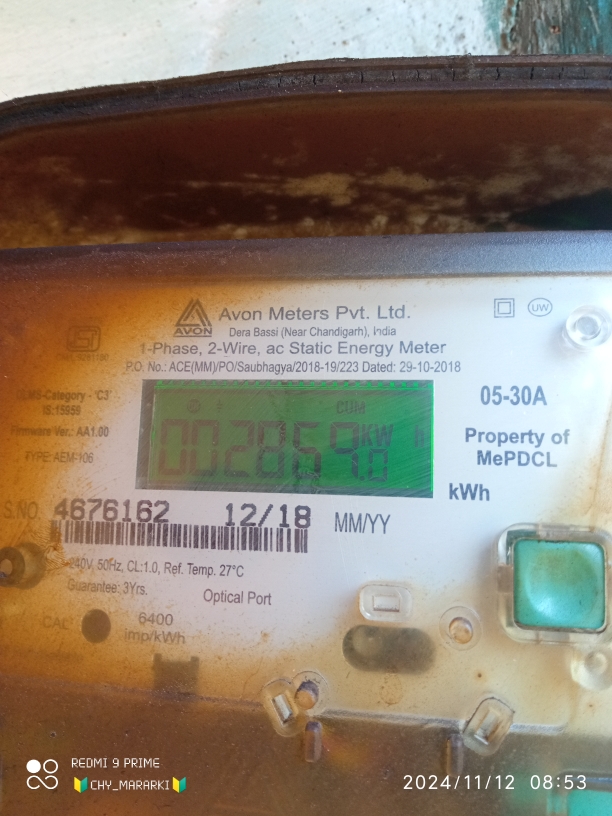 Avon Meters Pvt. Ltd.
AVON
Dera Bassi (Near Chandigarh), India
1-Phase, 2-Wire, ac Static Energy Meter
P.O. No.: ACE(MM)/PO/Saubhagya/2018-19/223 Dated: 29-10-2018
UW
-Category - 'C3'
IS:15959
Firmware Ver.: AA1.00
TYPE: AEM-106
CUM
KW h
05-30A
Property of
MePDCL
kWh
S.NO. 4676162 12/18 MM/YY
240V, 50Hz, CL:1.0, Ref. Temp. 27°C
Guarantee: 3Yrs.
Optical Port
CAL
6400
imp/kWh
REDMI 9 PRIME
CHY_MARARKI
2024/11/12 08:53